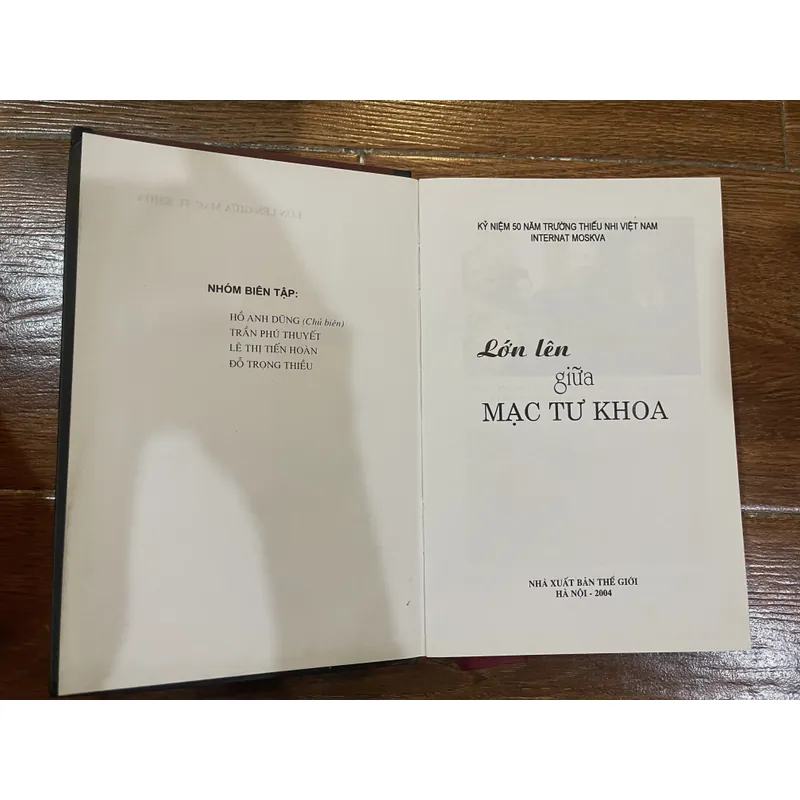 NHÓM BIÊN TẬP:
HỒ ANH DŨNG (Chủ biên)
TRẦN PHÚ THUYẾT
LÊ THỊ TIẾN HOÀN
ĐỖ TRỌNG THIỀU
KỶ NIỆM 50 NĂM TRƯỜNG THIẾU NHI VIỆT NAM
INTERNAT MOSKVA
Lớn lên
giữa
MẠC TƯ KHOA
NHÀ XUẤT BẢN THẾ GIỚI
HÀ NỘI - 2004